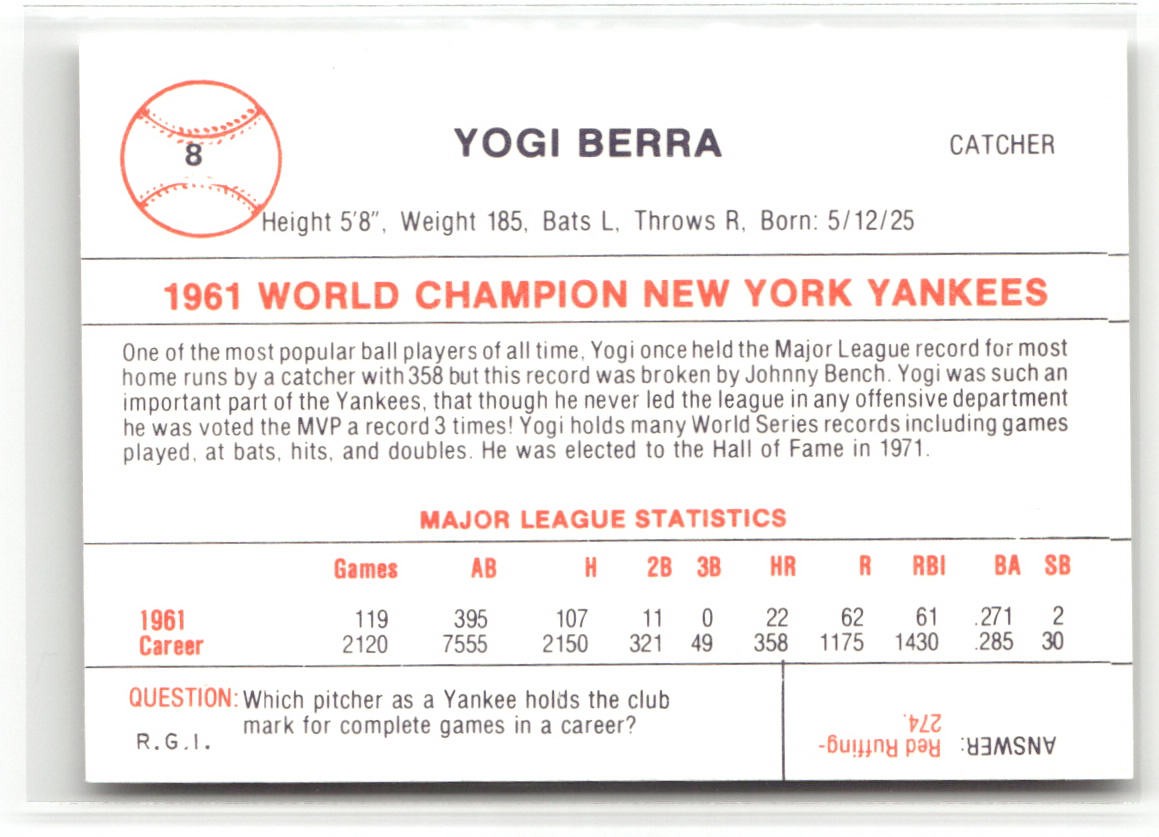 8
YOGI BERRA
CATCHER
Height 5'8", Weight 185, Bats L, Throws R, Born: 5/12/25
1961 WORLD CHAMPION NEW YORK YANKEES
One of the most popular ball players of all time, Yogi once held the Major League record for most
home runs by a catcher with 358 but this record was broken by Johnny Bench. Yogi was such an
important part of the Yankees, that though he never led the league in any offensive department
he was voted the MVP a record 3 times! Yogi holds many World Series records including games
played, at bats, hits, and doubles. He was elected to the Hall of Fame in 1971.
MAJOR LEAGUE STATISTICS
Games AB H 2B 3B HR R RBI BA SB
1961 119 395 107 11 0 22 62 61 .271 2
Career 2120 7555 2150 321 49 358 1175 1430 .285 30
QUESTION: Which pitcher as a Yankee holds the club
mark for complete games in a career?
R.G.I.
ANSWER: Red Ruffing-
274.